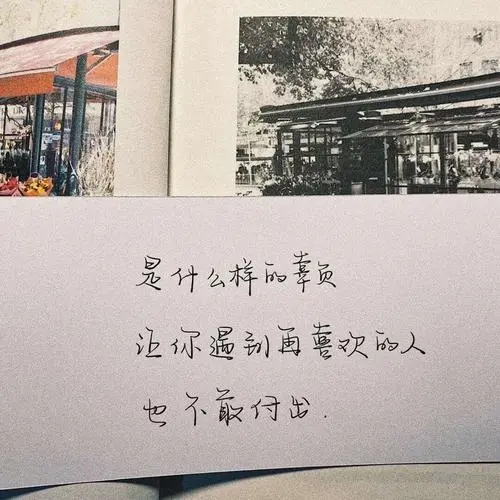 是什么样的辜负
让你遇到再喜欢的人
也不敢付出.